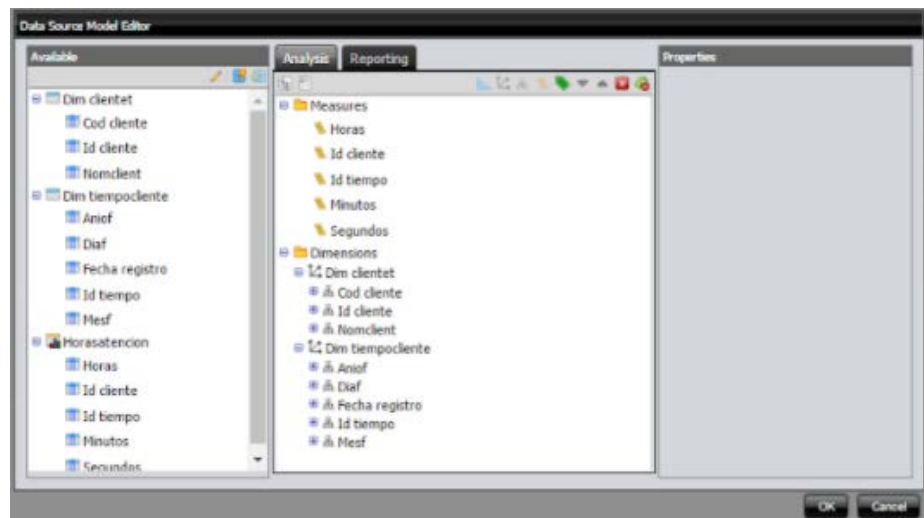 Data Source Model Editor
Available
Dim clientet
Cod cliente
Id cliente
Nomclient
Dim tiempocliente
Aniof
Diaf
Fecha registro
Id tiempo
Mesf
Horasatencion
Horas
Id cliente
Id tiempo
Minutos
Segundos
Analysis Reporting
Measures
Horas
Id cliente
Id tiempo
Minutos
Segundos
Dimensions
Dim clientet
Cod cliente
Id cliente
Nomclient
Dim tiempocliente
Aniof
Diaf
Fecha registro
Id tiempo
Mesf
Properties
OK Cancel